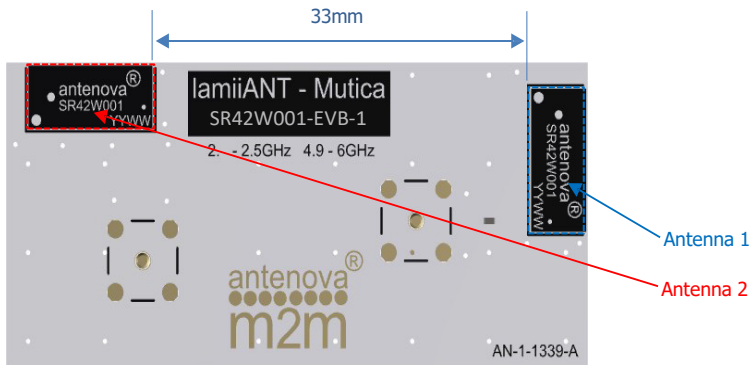 33mm
antenova®
SR42W001
YYWW
lamiiANT - Mutica
SR42W001-EVB-1
2. - 2.5GHz 4.9 - 6GHz
antenova®
SR42W001
YYWW
Antenna 1
Antenna 2
antenova®
m2m
AN-1-1339-A